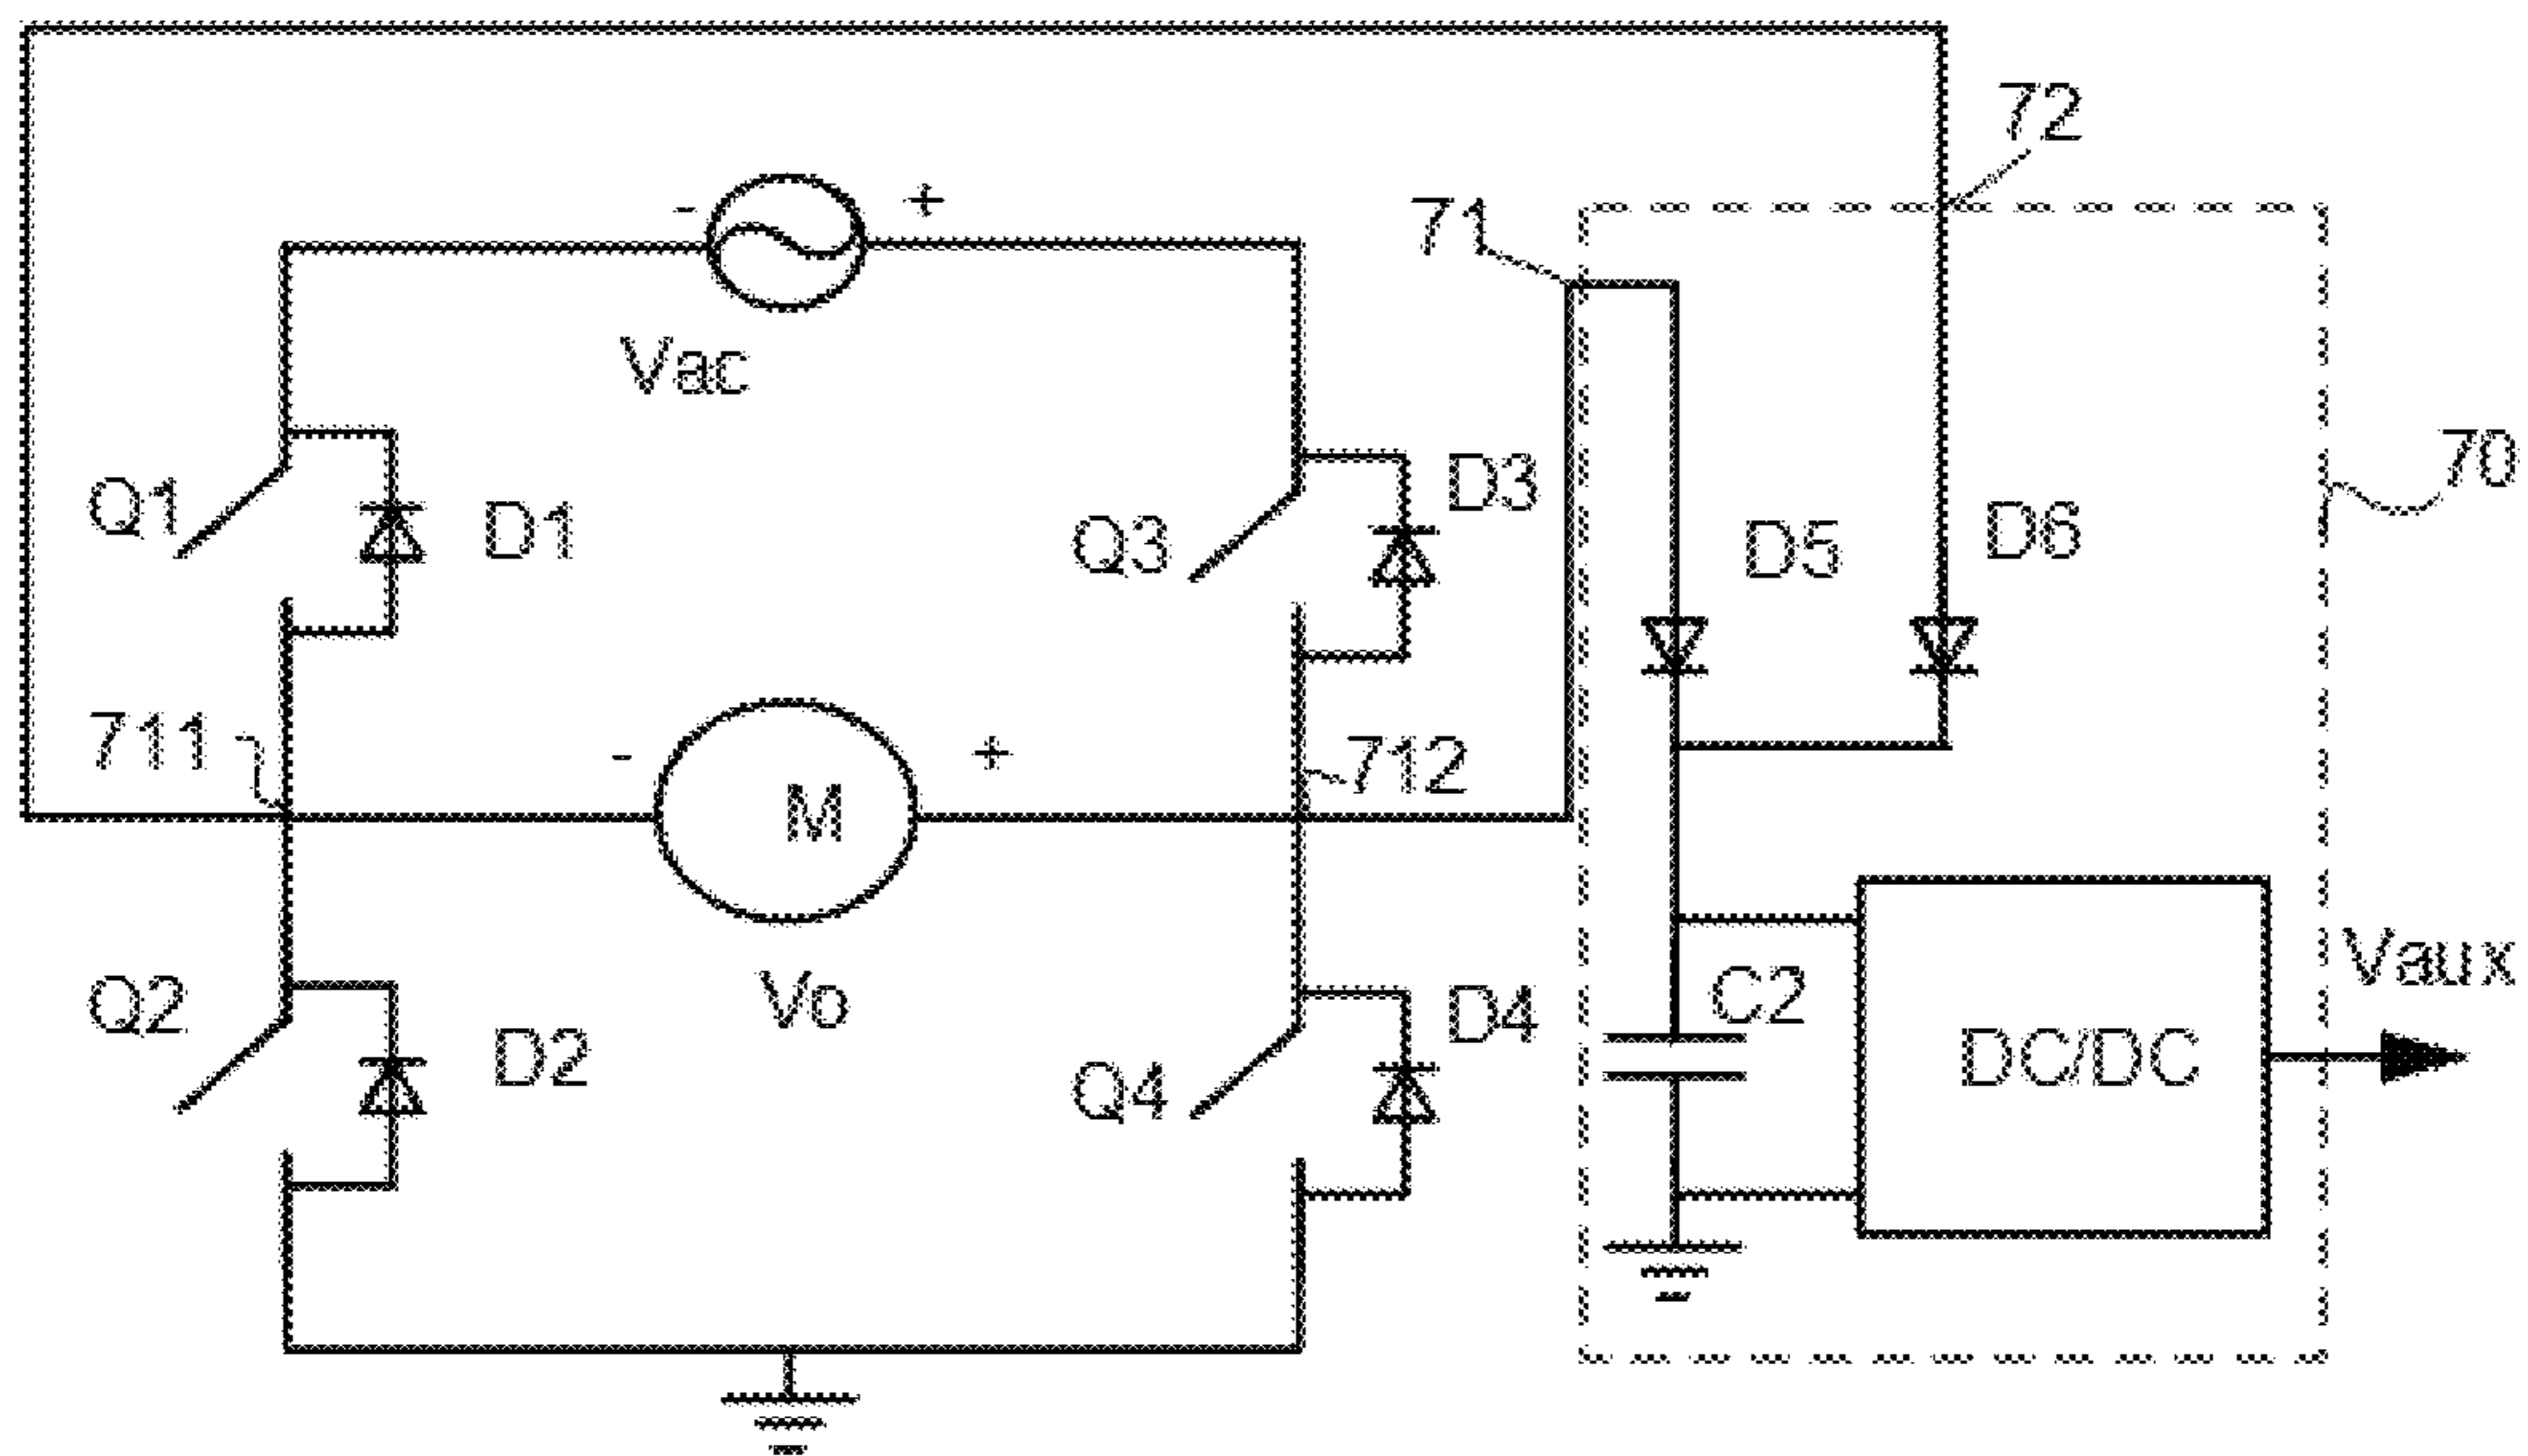 72
- +
71
Vac
70
Q1
D1
Q3
D3
D5
D6
711
- +
712
M
Vo
Q2
D2
Q4
D4
C2
DC/DC
Vaux